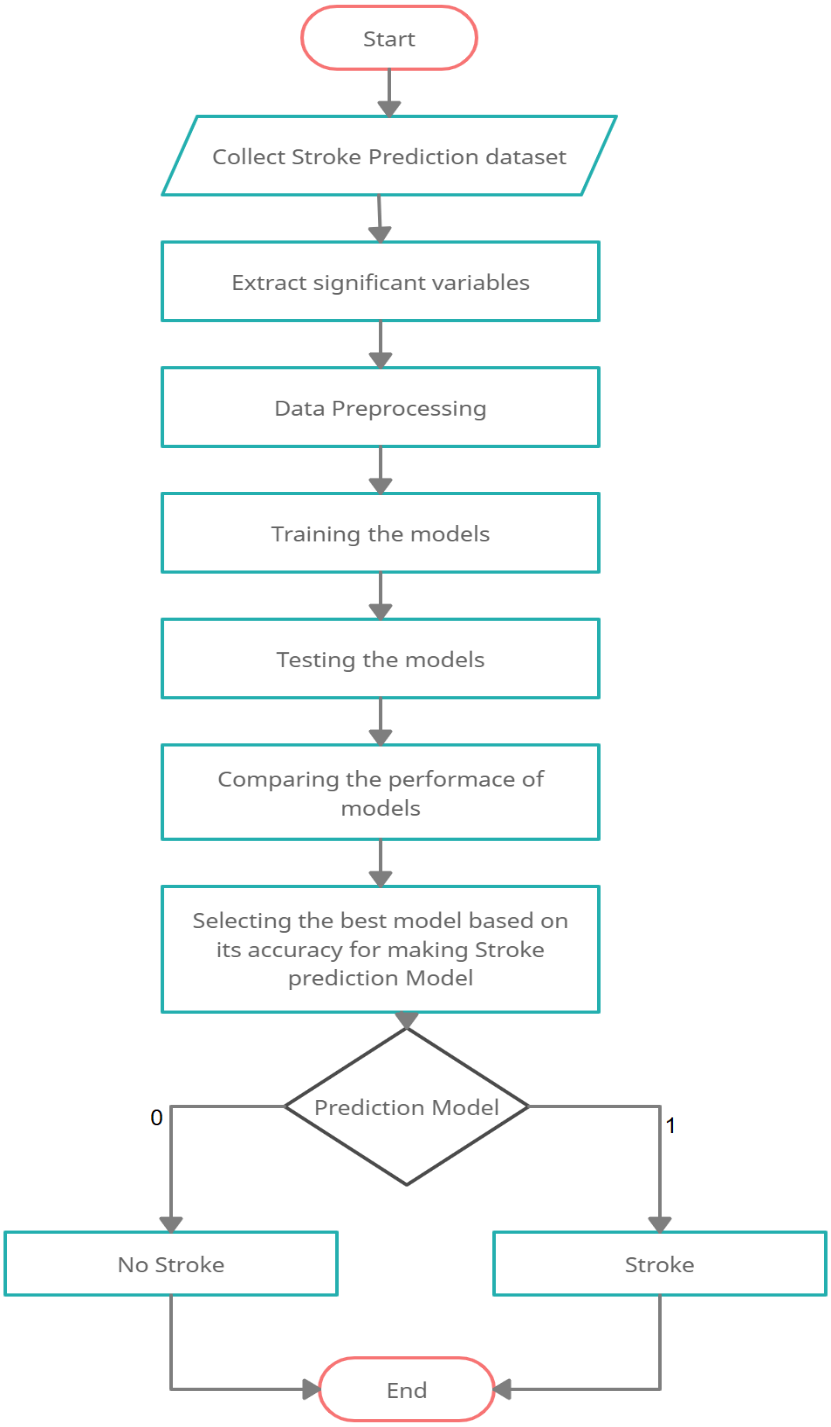 Start
Collect Stroke Prediction dataset
Extract significant variables
Data Preprocessing
Training the models
Testing the models
Comparing the performace of
models
Selecting the best model based on
its accuracy for making Stroke
prediction Model
Prediction Model
0
1
No Stroke
Stroke
End